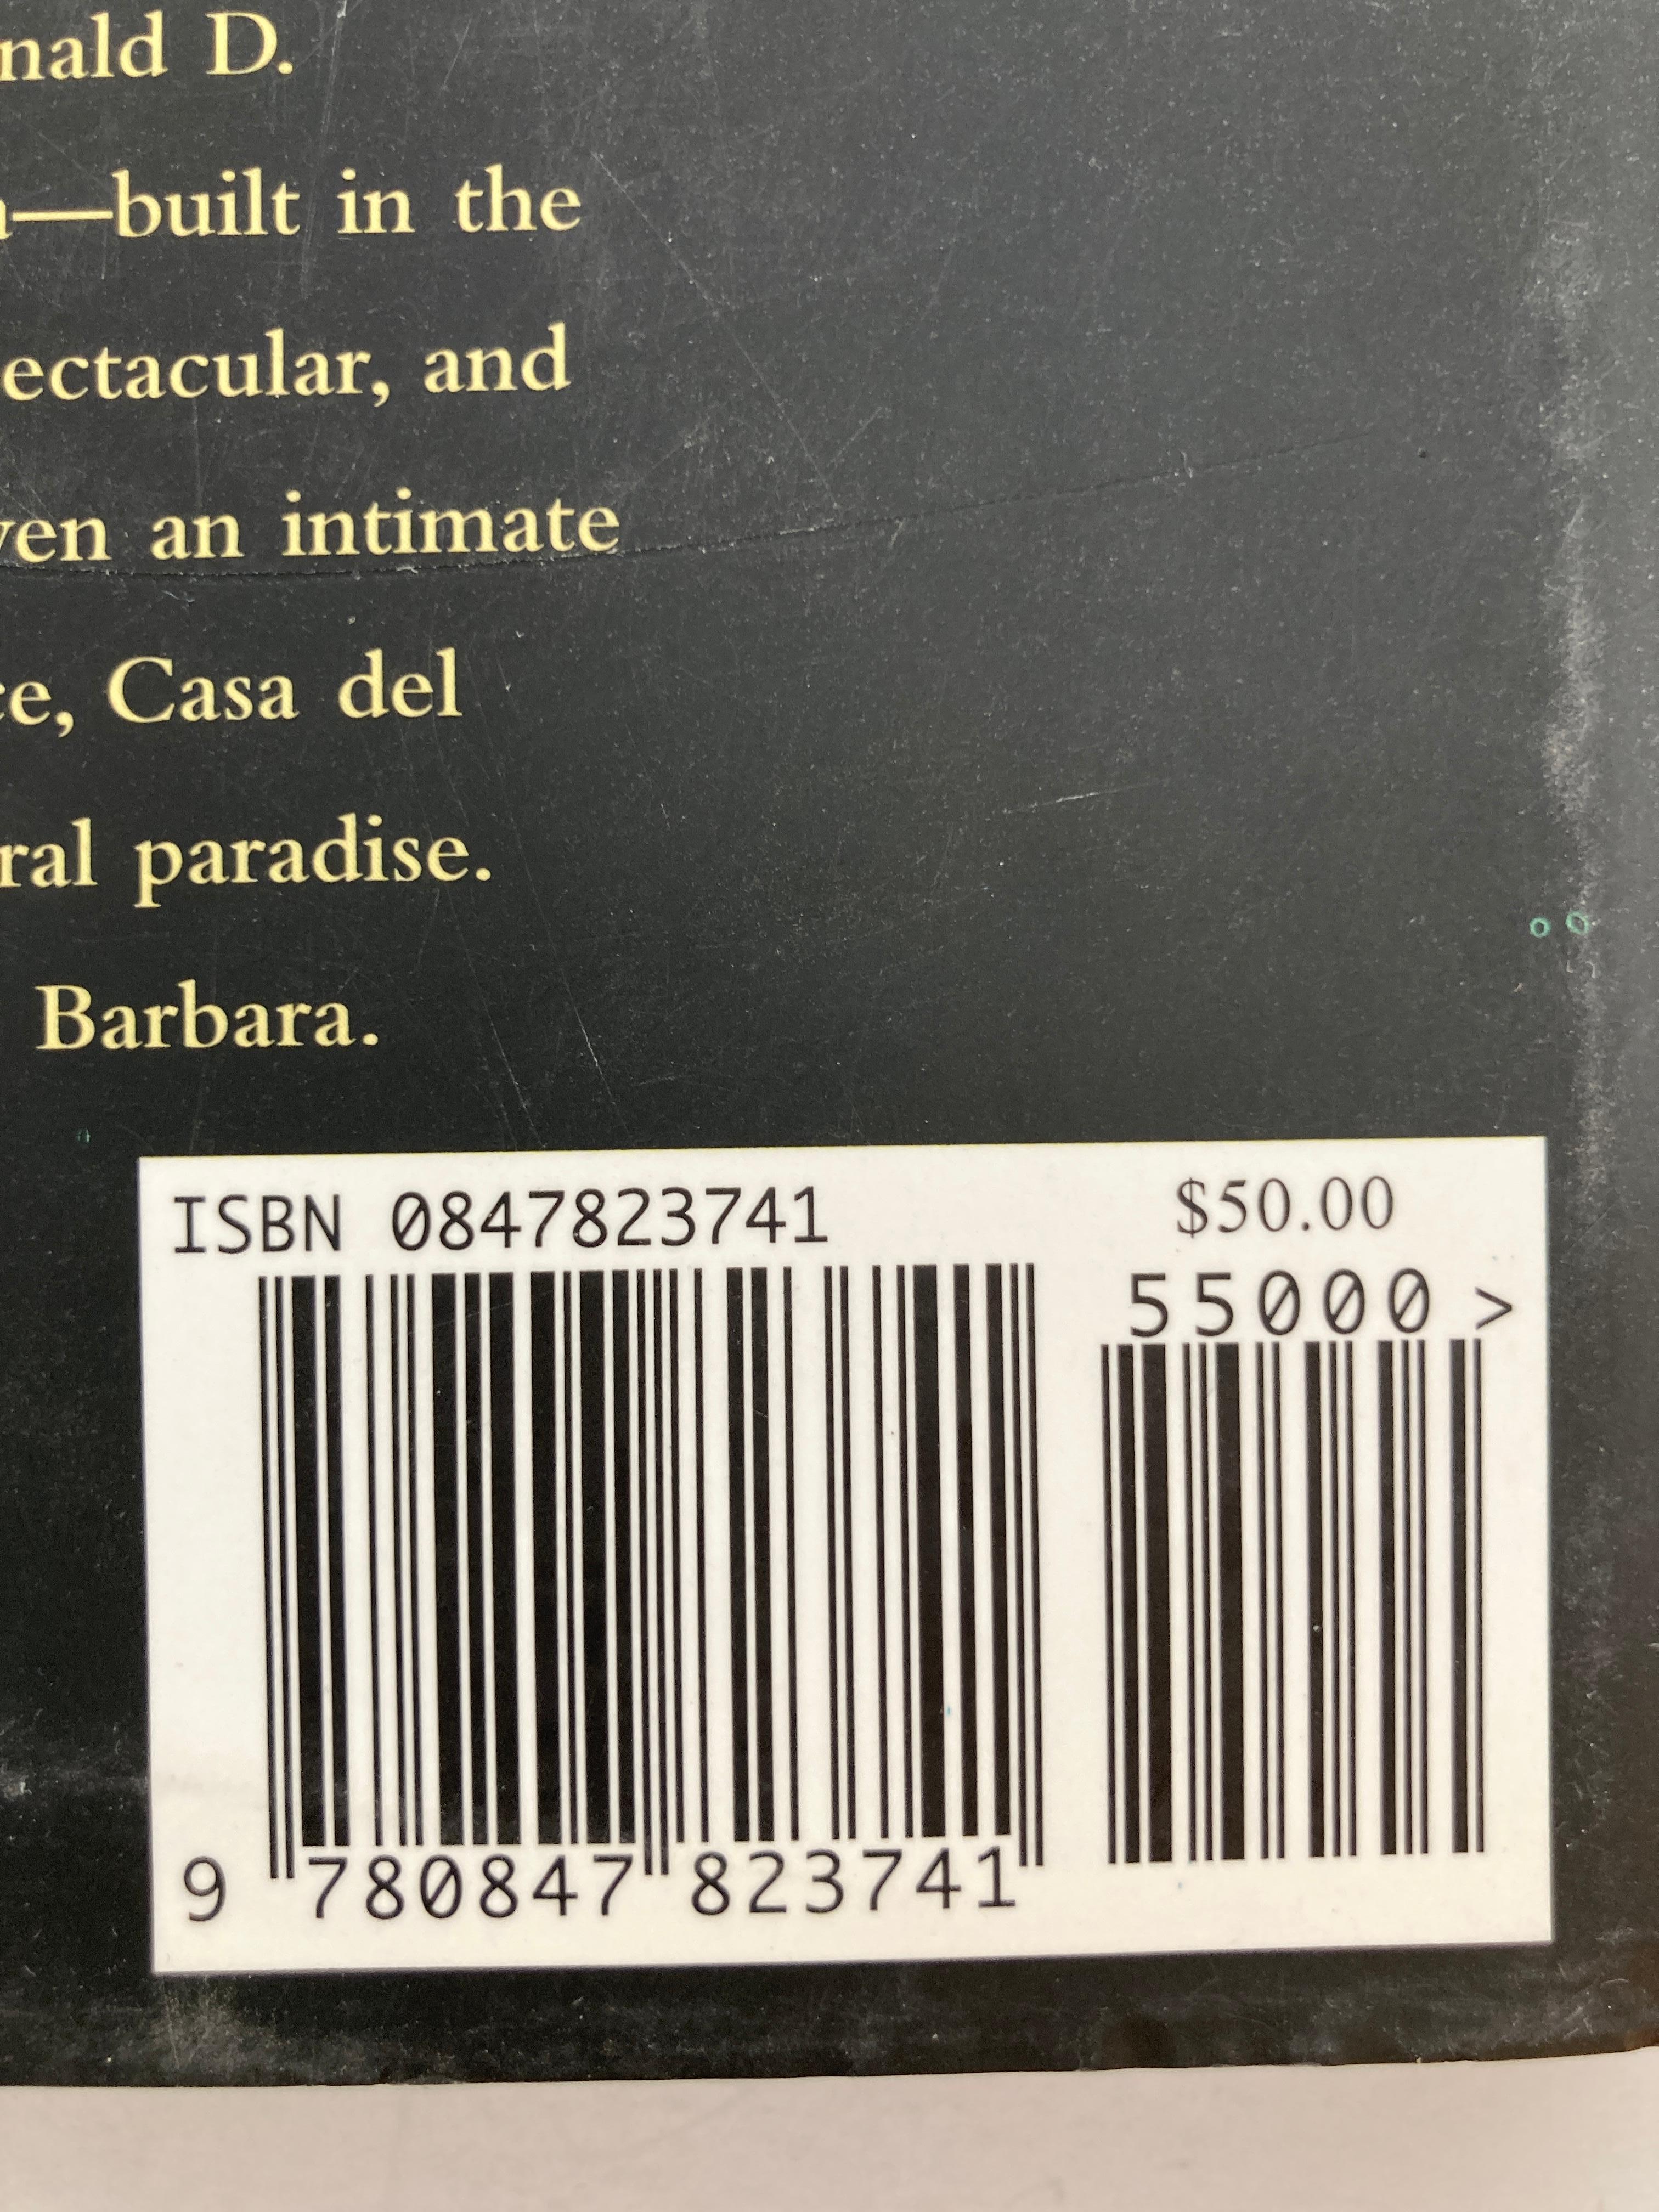 nald D.
—built in the
ectacular, and
ven an intimate
ce, Casa del
ral paradise.
Barbara.
ISBN 0847823741
$50.00
55000 >
9 780847 823741